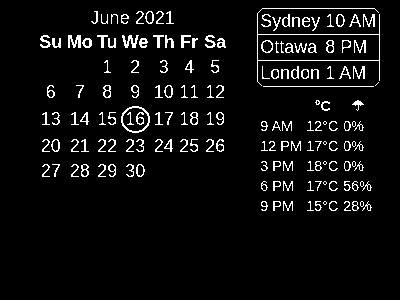 June 2021
Su Mo Tu We Th Fr Sa
1 2 3 4 5
6 7 8 9 10 11 12
13 14 15 16 17 18 19
20 21 22 23 24 25 26
27 28 29 30
Sydney 10 AM
Ottawa 8 PM
London 1 AM
°C ☂
9 AM 12°C 0%
12 PM 17°C 0%
3 PM 18°C 0%
6 PM 17°C 56%
9 PM 15°C 28%